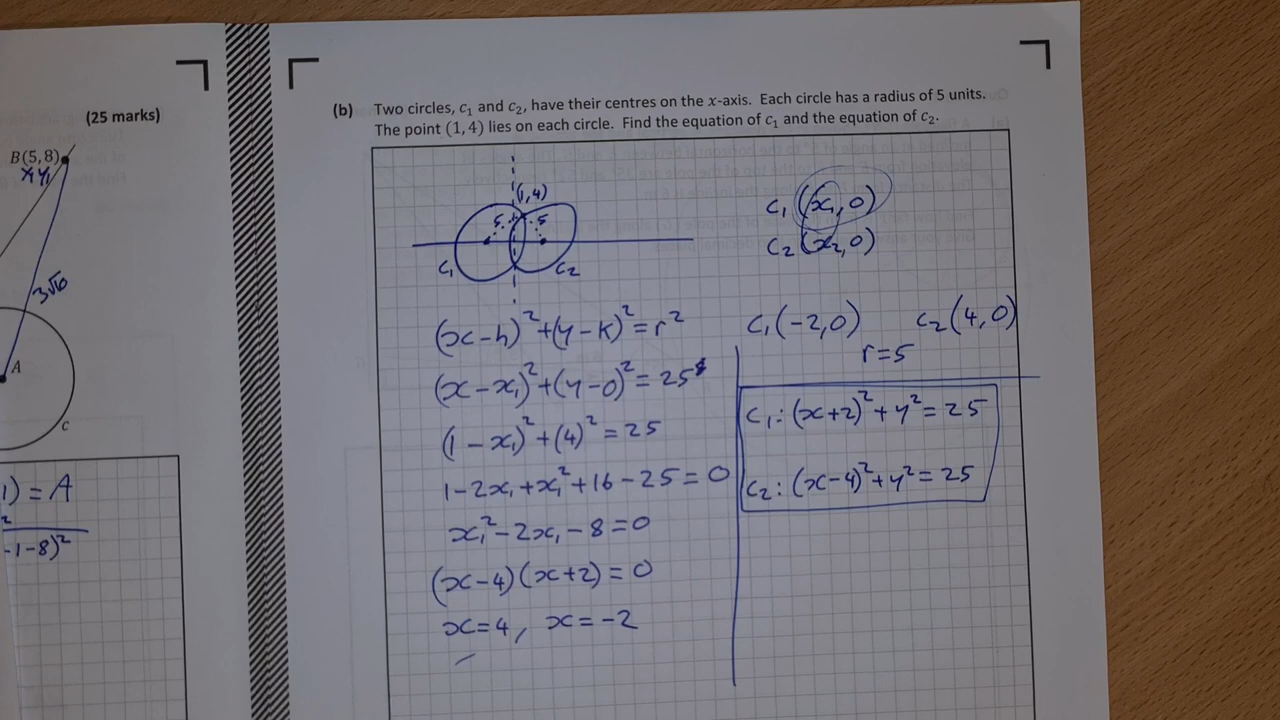 (25 marks)
B(5,8)
x₁ y₁
3√10
A
c
1) = A
2
-1-8)²
(b) Two circles, c₁ and c₂, have their centres on the x-axis. Each circle has a radius of 5 units.
The point (1, 4) lies on each circle. Find the equation of c₁ and the equation of c₂.
(1,4)
5 5
C₁ C₂
(x-h)²+(y-k)²=r²
(x-x₁)²+(y-0)²=25
(1-x₁)²+(4)²=25
1-2x₁+x₁²+16-25=0
x₁²-2x₁-8=0
(x-4)(x+2)=0
x=4, x=-2
C₁ (x₁,0)
C₂ (x₂,0)
C₁(-2,0) C₂(4,0)
r=5
C₁: (x+2)²+y²=25
C₂: (x-4)²+y²=25